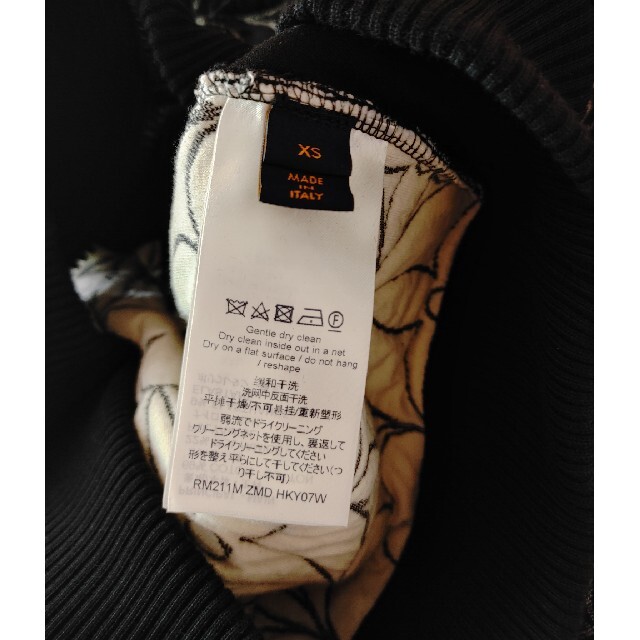 XS
MADE
IN
ITALY
F
Gentle dry clean
Dry clean inside out in a net
Dry on a flat surface / do not hang
/ reshape
缓和干洗
洗网中反面干洗
平摊干燥/不可悬挂/重新整形
弱流でドライクリーニング
クリーニングネットを使用し、裏返して
ドライクリーニングしてください
形を整え平らにして干してください(つ
り干し不可)
RM211M ZMD HKY07W